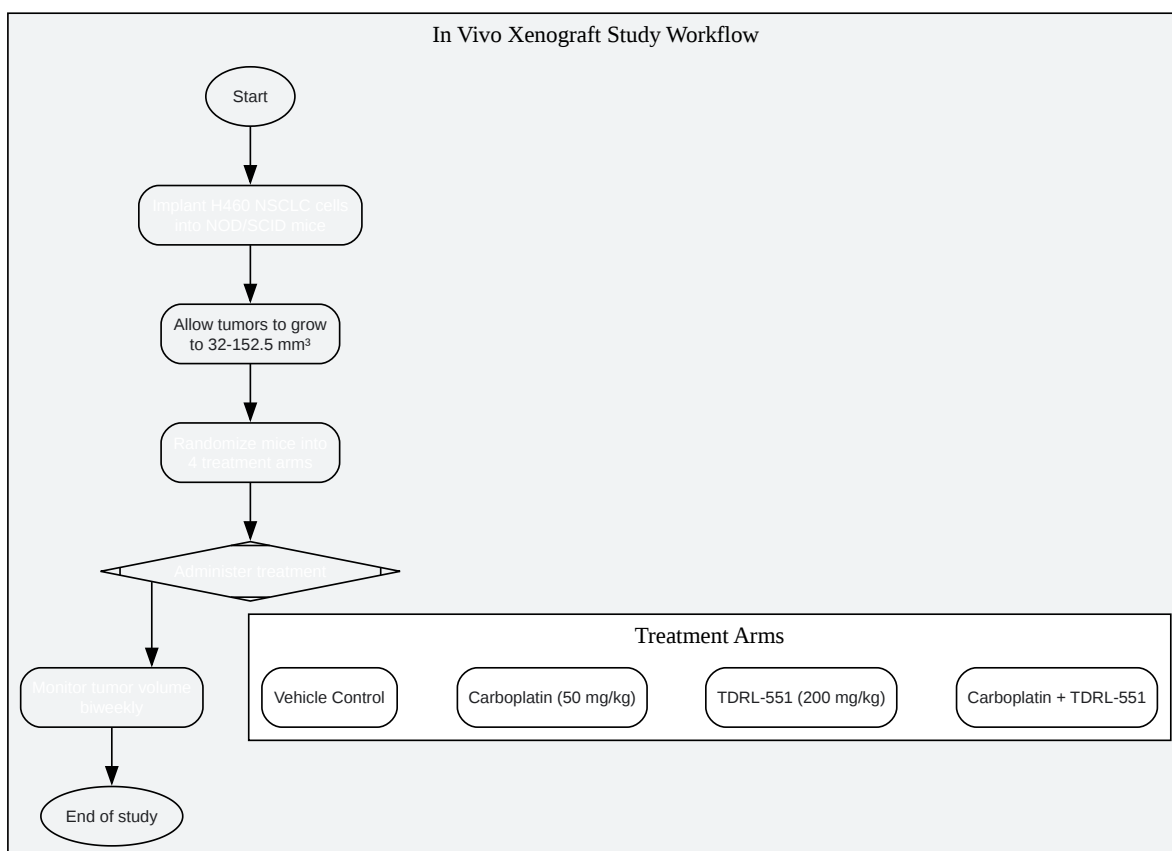 In Vivo Xenograft Study Workflow
Start
Implant H460 NSCLC cells
into NOD/SCID mice
Allow tumors to grow
to 32-152.5 mm³
Randomize mice into
4 treatment arms
Administer treatment
Treatment Arms
Monitor tumor volume
biweekly
Vehicle Control
Carboplatin (50 mg/kg)
TDRL-551 (200 mg/kg)
Carboplatin + TDRL-551
End of study